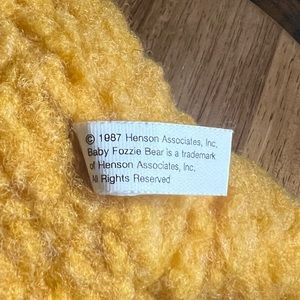 © 1987 Henson Associates, Inc.
Baby Fozzie Bear is a trademark
of Henson Associates, Inc.
All Rights Reserved